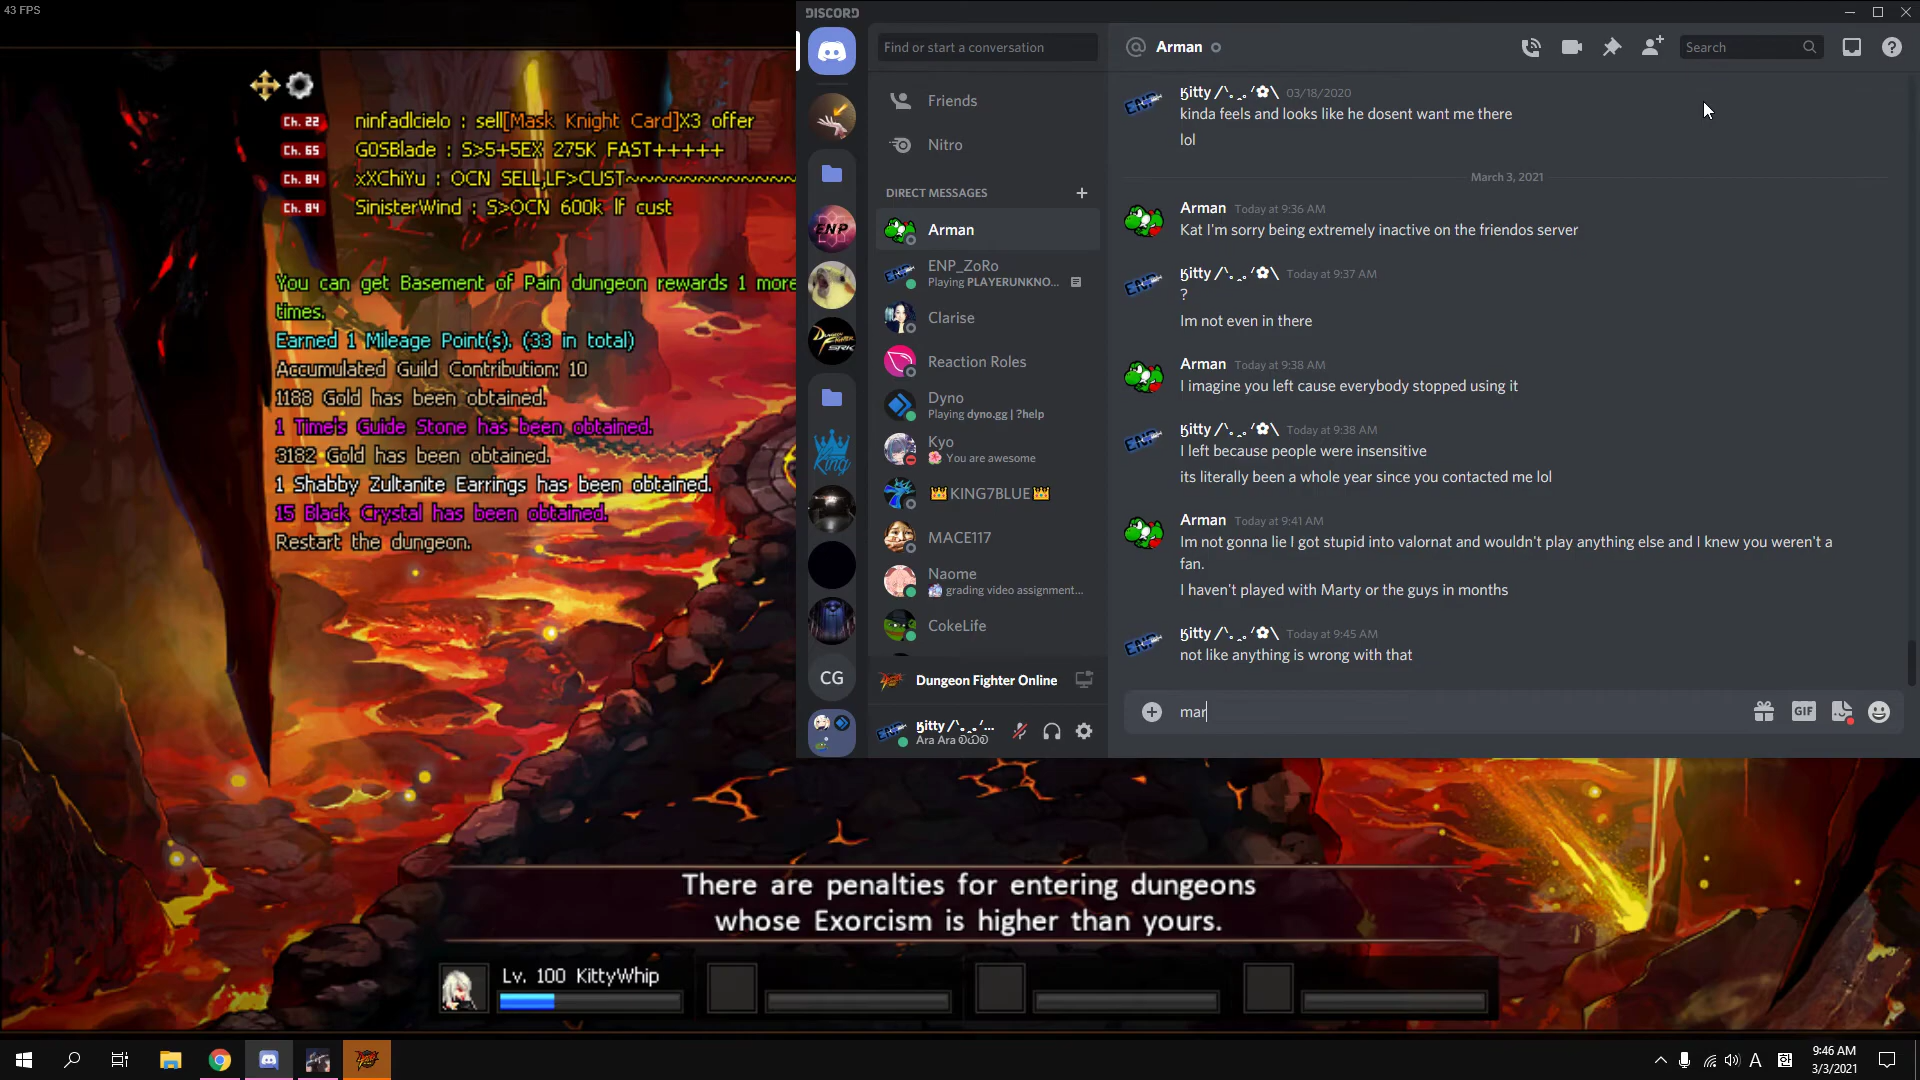 43 FPS
Ch. 22 ninfadlcielo : sell[Mask Knight Card]X3 offer
Ch. 65 G0SBlade : S>5+5EX 275K FAST+++++
Ch. 84 xXChiYu : OCN SELL,LF>CUST~~~~~~~~~~~~~~~~~
Ch. 84 SinisterWind : S>OCN 600k lf cust
You can get Basement of Pain dungeon rewards 1 more
times.
Earned 1 Mileage Point(s). (33 in total)
Accumulated Guild Contribution: 10
1188 Gold has been obtained.
1 Time's Guide Stone has been obtained.
3182 Gold has been obtained.
1 Shabby Zultanite Earrings has been obtained.
15 Black Crystal has been obtained.
Restart the dungeon.
DISCORD
ENP
King
CG
Find or start a conversation
Friends
Nitro
DIRECT MESSAGES
Arman
ENP_ZoRo
Playing PLAYERUNKNO...
Clarise
Reaction Roles
Dyno
Playing dyno.gg | ?help
Kyo
You are awesome
KING7BLUE
MACE117
Naome
grading video assignment...
CokeLife
Dungeon Fighter Online
Arman
Search
03/18/2020
kinda feels and looks like he dosent want me there
lol
March 3, 2021
Arman Today at 9:36 AM
Kat I'm sorry being extremely inactive on the friendos server
Today at 9:37 AM
?
Im not even in there
Arman Today at 9:38 AM
I imagine you left cause everybody stopped using it
Today at 9:38 AM
I left because people were insensitive
its literally been a whole year since you contacted me lol
Arman Today at 9:41 AM
Im not gonna lie I got stupid into valornat and wouldn't play anything else and I knew you weren't a
fan.
I haven't played with Marty or the guys in months
Today at 9:45 AM
not like anything is wrong with that
mar
GIF
There are penalties for entering dungeons
whose Exorcism is higher than yours.
Lv. 100 KittyWhip
A
9:46 AM
3/3/2021